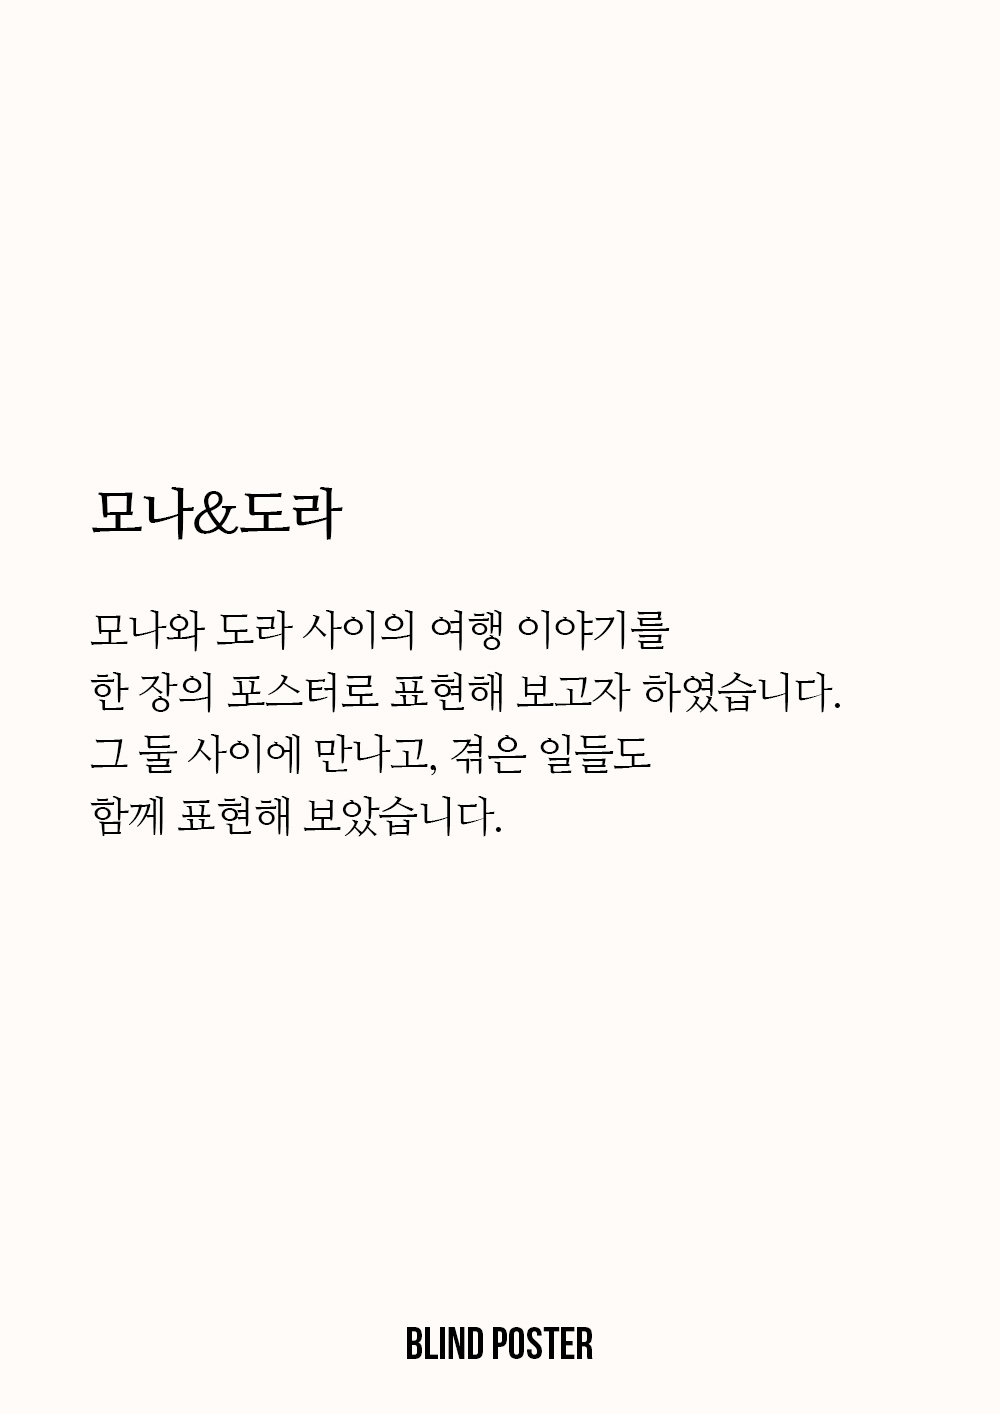 모나&도라
모나와 도라 사이의 여행 이야기를
한 장의 포스터로 표현해 보고자 하였습니다.
그 둘 사이에 만나고, 겪은 일들도
함께 표현해 보았습니다.
BLIND POSTER